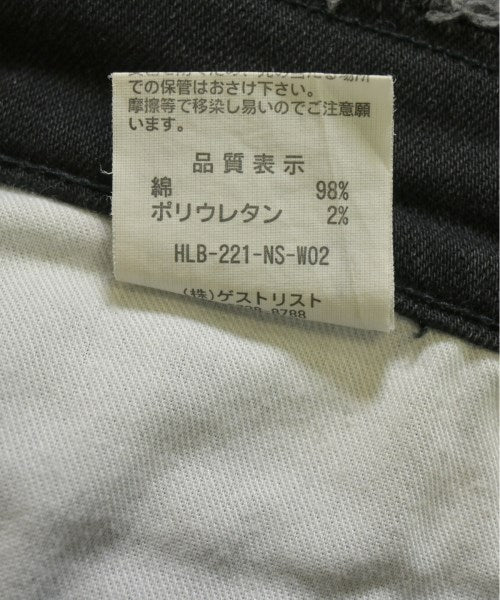 での保管はおさけ下さい。
摩擦等で移染し易いのでご注意願
います。
品質表示
綿 98%
ポリウレタン 2%
HLB-221-NS-W02
(株)ゲストリスト
8788